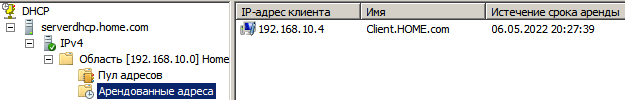 DHCP
serverdhcp.home.com
IPv4
Область [192.168.10.0] Home
Пул адресов
Арендованные адреса
IP-адрес клиента Имя Истечение срока аренды
192.168.10.4 Client.HOME.com 06.05.2022 20:27:39